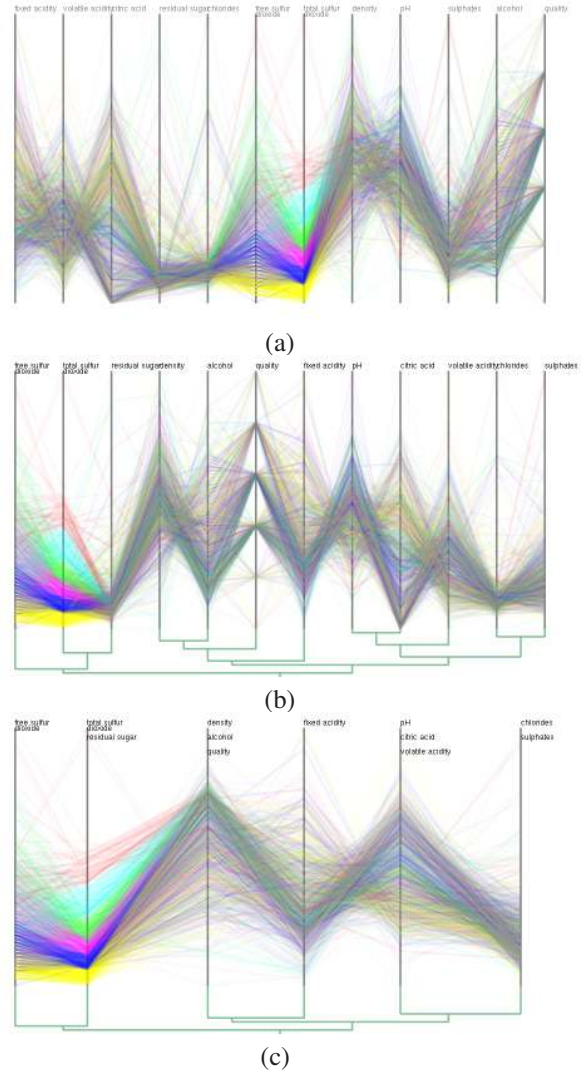 fixed acidity volatile acidity citric acid residual sugar chlorides free sulfur dioxide total sulfur dioxide density pH sulphates alcohol quality
(a)
free sulfur dioxide total sulfur dioxide residual sugar density alcohol quality fixed acidity pH citric acid volatile acidity chlorides sulphates
(b)
free sulfur dioxide total sulfur dioxide density fixed acidity pH chlorides
residual sugar alcohol citric acid sulphates
quality volatile acidity
(c)